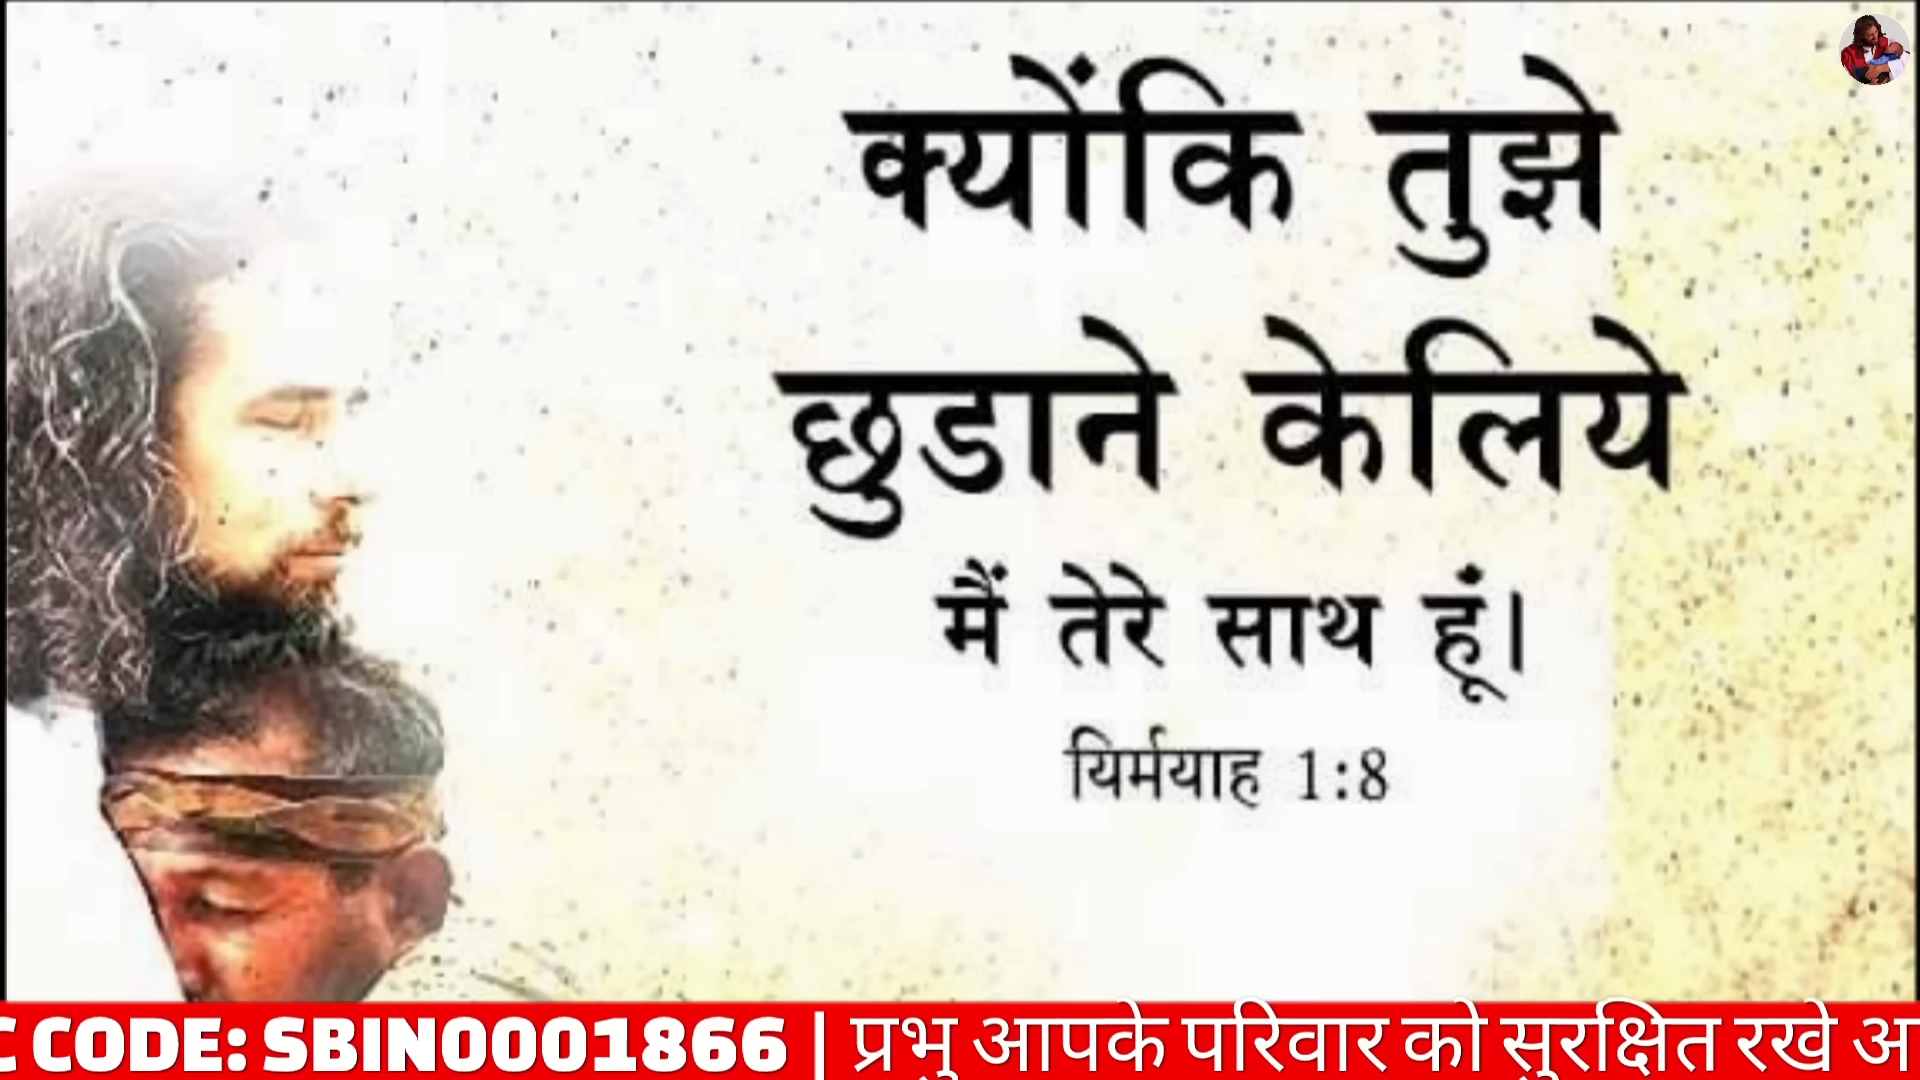 क्योंकि तुझे
छुडाने केलिये
मैं तेरे साथ हूं।
यिर्मयाह 1:8
C CODE: SBIN0001866 | प्रभु आपके परिवार को सुरक्षित रखे अ